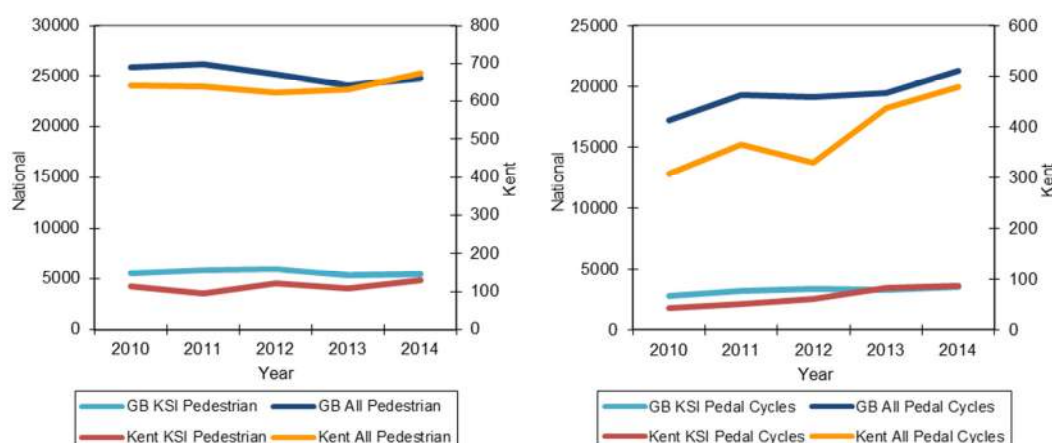 30000
25000
20000
15000
10000
5000
0
National
800
700
600
500
400
300
200
100
0
Kent
2010 2011 2012 2013 2014
Year
GB KSI Pedestrian GB All Pedestrian
Kent KSI Pedestrian Kent All Pedestrian
25000
20000
15000
10000
5000
0
National
600
500
400
300
200
100
0
Kent
2010 2011 2012 2013 2014
Year
GB KSI Pedal Cycles GB All Pedal Cycles
Kent KSI Pedal Cycles Kent All Pedal Cycles